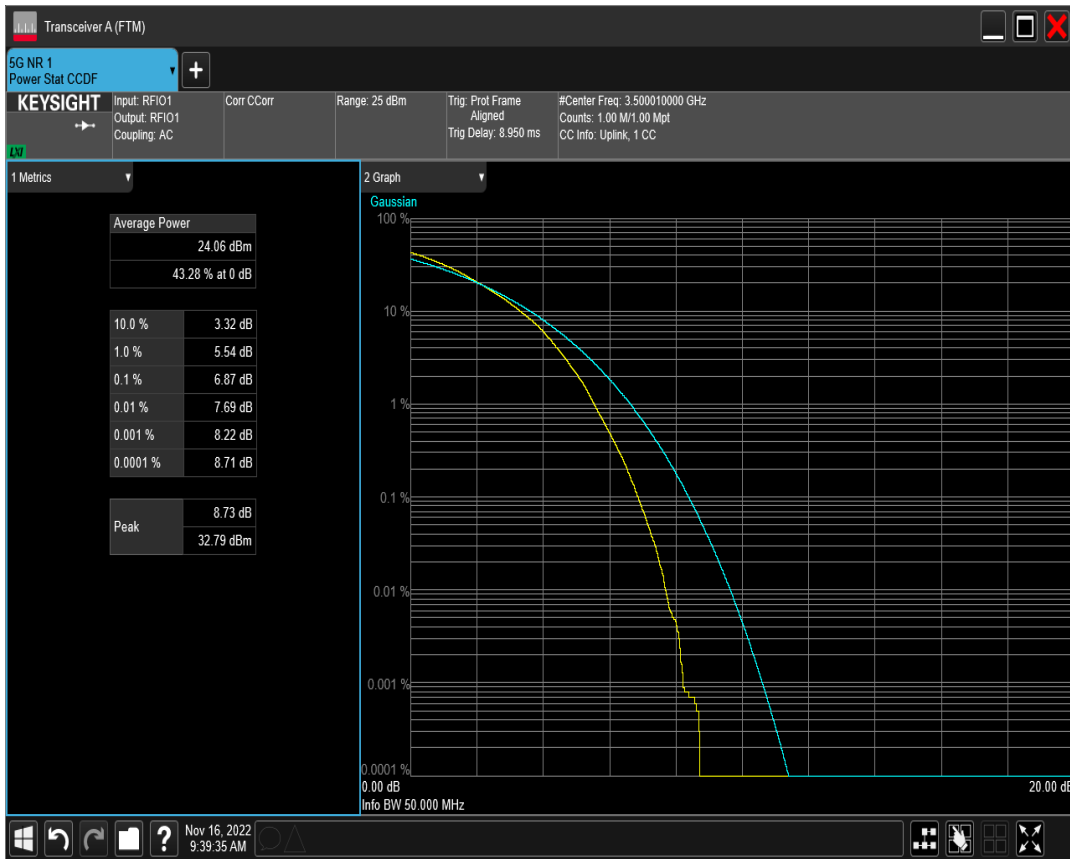 Transceiver A (FTM)
5G NR 1
Power Stat CCDF
+
KEYSIGHT
LXI
Input: RFIO1
Output: RFIO1
Coupling: AC
Corr CCorr
Range: 25 dBm
Trig: Prot Frame
Aligned
Trig Delay: 8.950 ms
#Center Freq: 3.500010000 GHz
Counts: 1.00 M/1.00 Mpt
CC Info: Uplink, 1 CC
1 Metrics
Average Power
24.06 dBm
43.28 % at 0 dB
10.0 % 3.32 dB
1.0 % 5.54 dB
0.1 % 6.87 dB
0.01 % 7.69 dB
0.001 % 8.22 dB
0.0001 % 8.71 dB
Peak
8.73 dB
32.79 dBm
2 Graph
Gaussian
100 %
10 %
1 %
0.1 %
0.01 %
0.001 %
0.0001 %
0.00 dB
20.00 dB
Info BW 50.000 MHz
?
Nov 16, 2022
9:39:35 AM